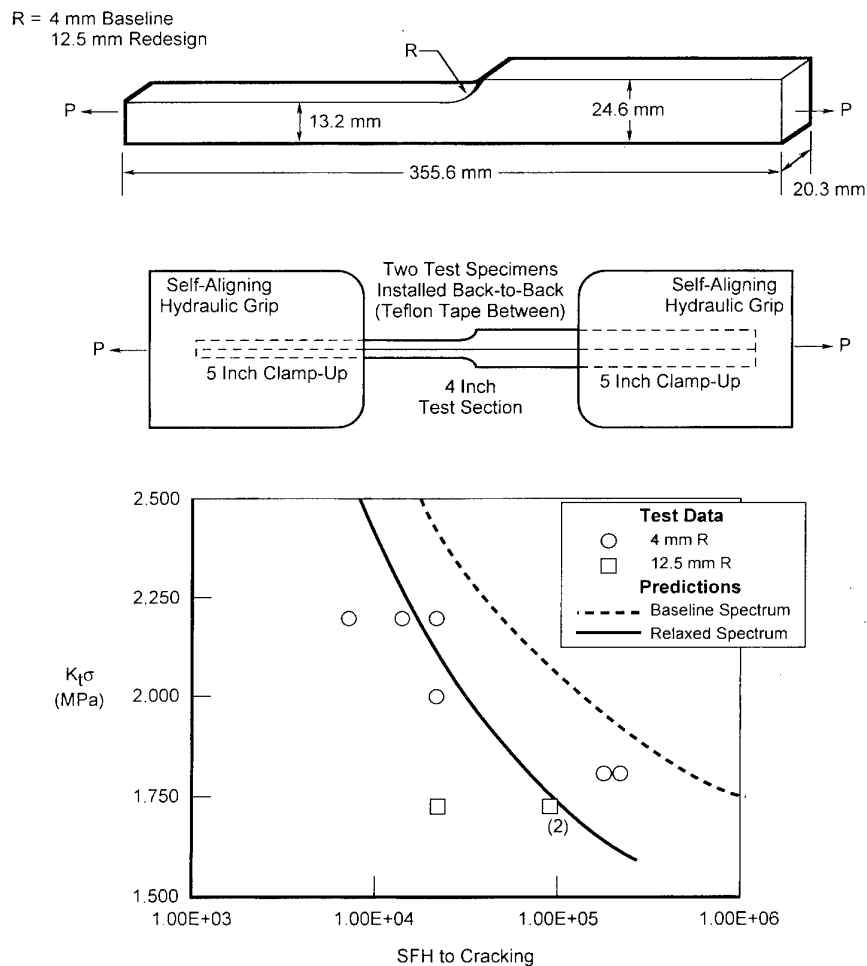 R = 4 mm Baseline
12.5 mm Redesign
R
P
P
13.2 mm
24.6 mm
355.6 mm
20.3 mm
Self-Aligning
Hydraulic Grip
Two Test Specimens
Installed Back-to-Back
(Teflon Tape Between)
Self-Aligning
Hydraulic Grip
P
P
5 Inch Clamp-Up
4 Inch
Test Section
5 Inch Clamp-Up
2.500
2.250
2.000
1.750
1.500
Ktσ
(MPa)
Test Data
4 mm R
12.5 mm R
Predictions
Baseline Spectrum
Relaxed Spectrum
(2)
1.00E+03
1.00E+04
1.00E+05
1.00E+06
SFH to Cracking